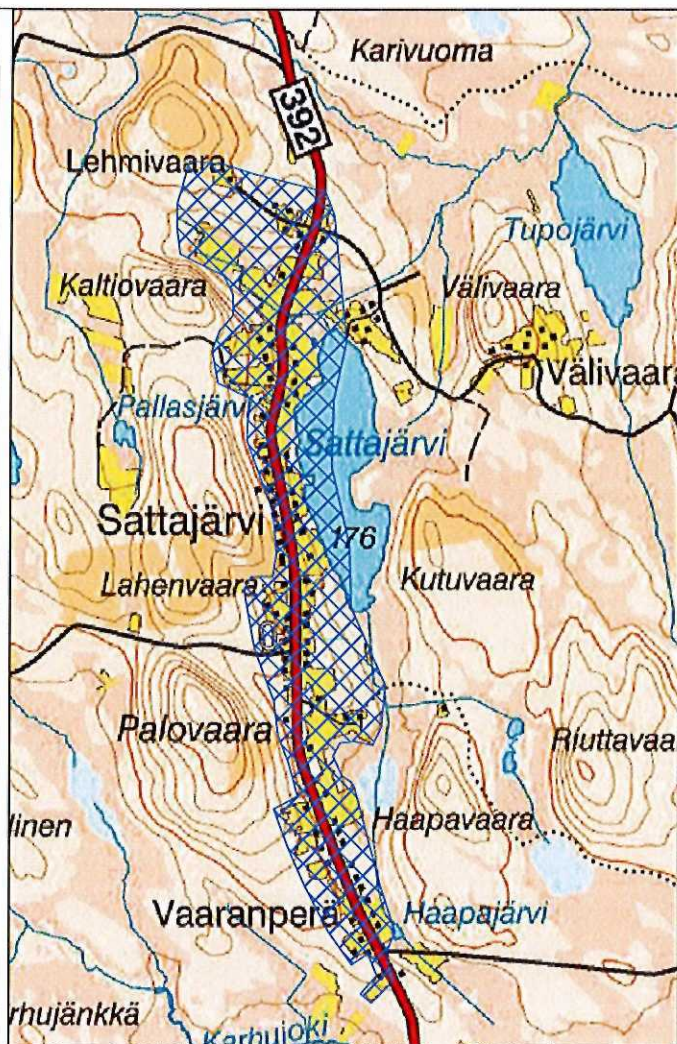 Karivuoma
392
Lehmivaara
Tupojärvi
Kaltiovaara
Välivaara
Välivaara
Pallasjärvi
Sattajärvi
Sattajärvi
176
Lahenvaara
Kutuvaara
Palovaara
Riuttavaa
llinen
Haapavaara
Vaaranperä
Haapajärvi
rhujänkkä
Karhujoki